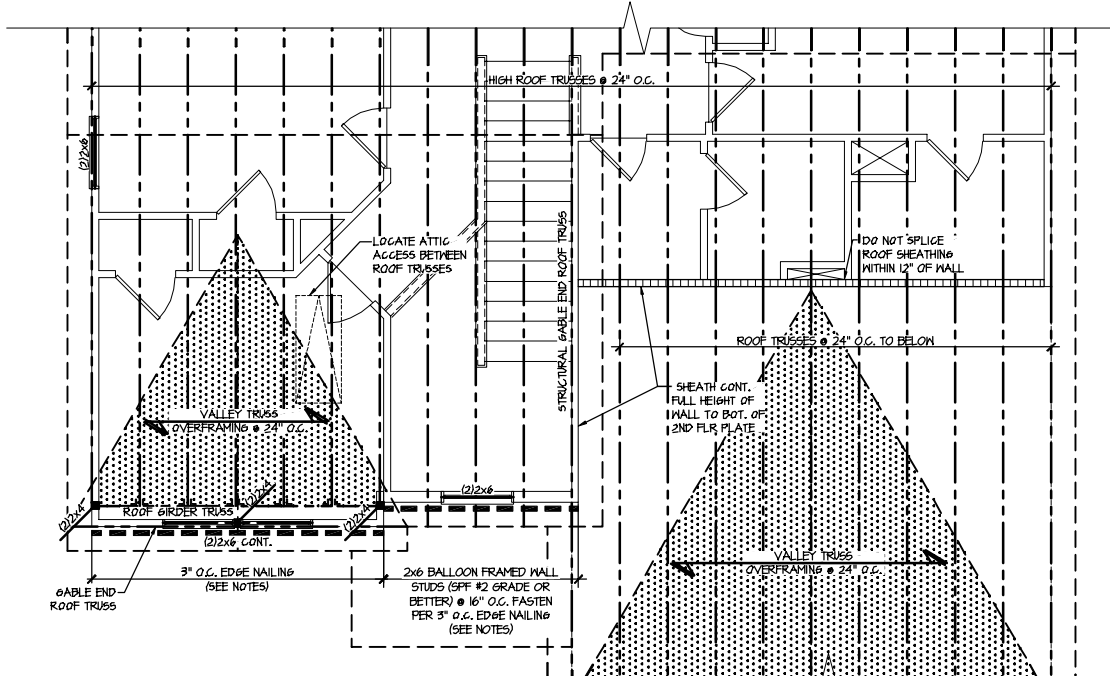 HIGH ROOF TRUSSES @ 24" O.C.
(2)2x6
LOCATE ATTIC
ACCESS BETWEEN
ROOF TRUSSES
STRUCTURAL GABLE END ROOF TRUSS
DO NOT SPLICE
ROOF SHEATHING
WITHIN 12" OF WALL
ROOF TRUSSES @ 24" O.C. TO BELOW
SHEATH CONT.
FULL HEIGHT OF
WALL TO BOT. OF
2ND FLR PLATE
VALLEY TRUSS
OVERFRAMING @ 24" O.C.
(2)2x6
(2)2x4
ROOF GIRDER TRUSS
(2)2x4
(2)2x4
(2)2x6 CONT.
VALLEY TRUSS
OVERFRAMING @ 24" O.C.
3" O.C. EDGE NAILING
(SEE NOTES)
2x6 BALLOON FRAMED WALL
STUDS (SPF #2 GRADE OR
BETTER) @ 16" O.C. FASTEN
PER 3" O.C. EDGE NAILING
(SEE NOTES)
GABLE END
ROOF TRUSS